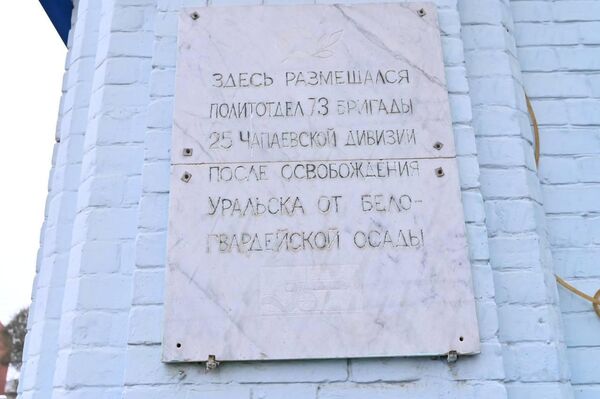 ЗДЕСЬ РАЗМЕЩАЛСЯ
ПОЛИТОТДЕЛ 73 БРИГАДЫ
25 ЧАПАЕВСКОЙ ДИВИЗИИ
ПОСЛЕ ОСВОБОЖДЕНИЯ
УРАЛЬСКА ОТ БЕЛО-
ГВАРДЕЙСКОЙ ОСАДЫ